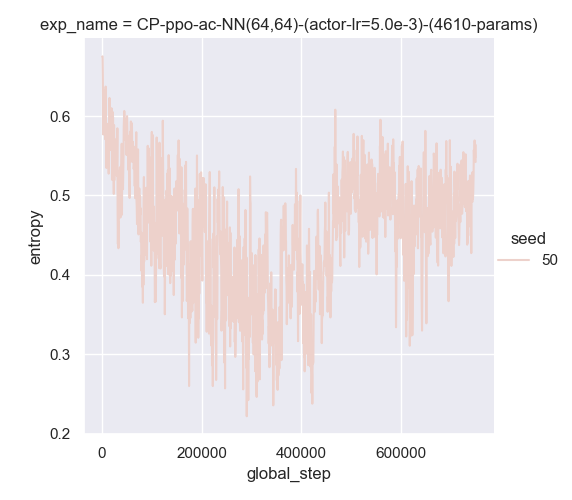 exp_name = CP-ppo-ac-NN(64,64)-(actor-lr=5.0e-3)-(4610-params)
0.6
0.5
0.4
0.3
0.2
entropy
seed
50
0
200000
400000
600000
global_step